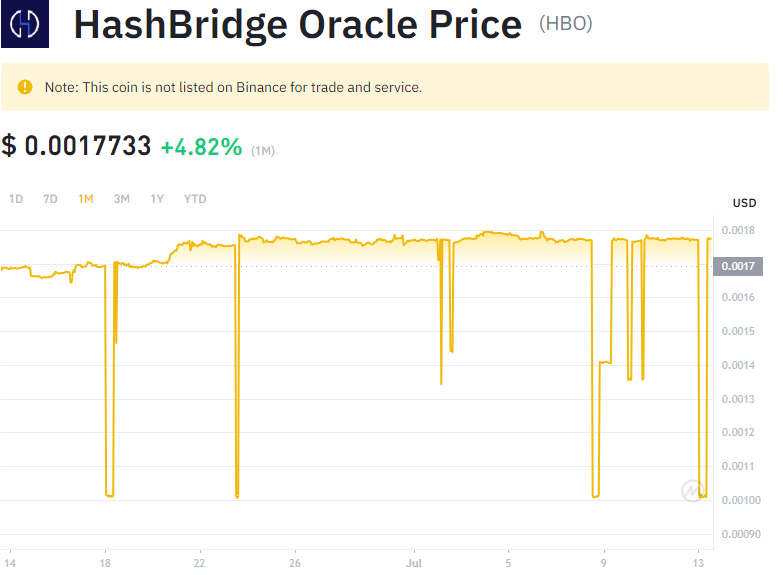 HashBridge Oracle Price (HBO)
Note: This coin is not listed on Binance for trade and service.
$ 0.0017733 +4.82% (1M)
1D 7D 1M 3M 1Y YTD
USD
0.0018
0.0017
0.0016
0.0015
0.0014
0.0013
0.0012
0.0011
0.00100
0.00090
14 18 22 26 Jul 5 9 13